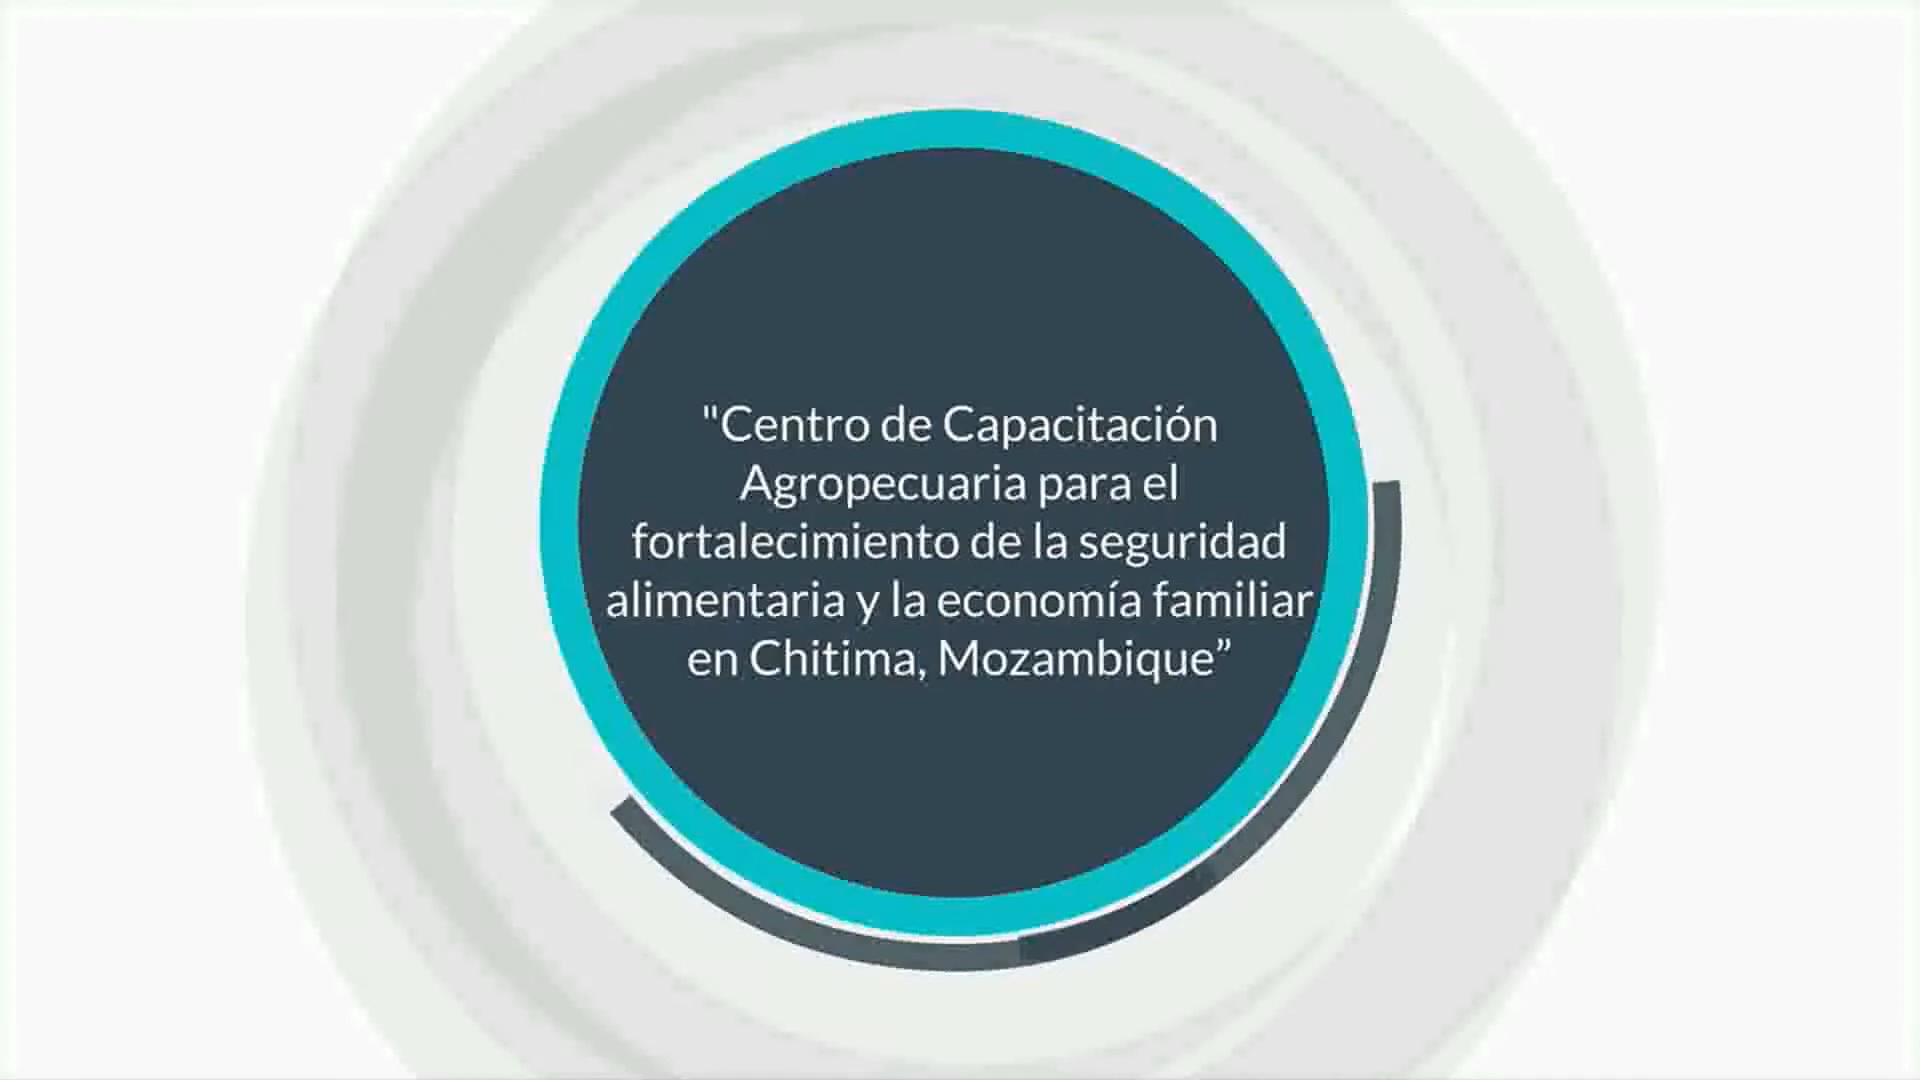 "Centro de Capacitación
Agropecuaria para el
fortalecimiento de la seguridad
alimentaria y la economía familiar
en Chitima, Mozambique”